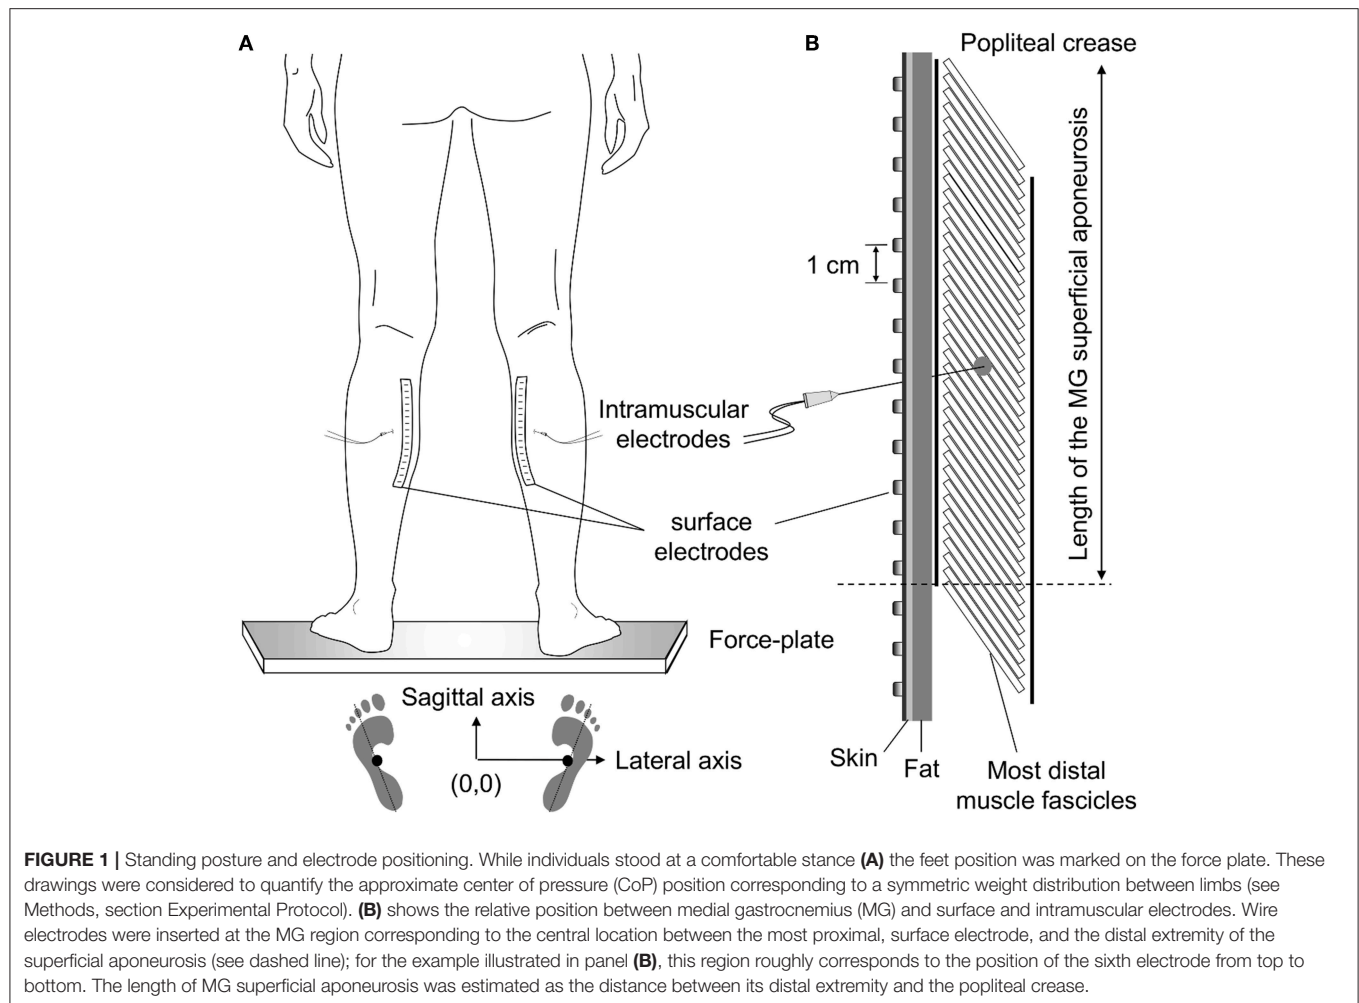 A
B
Popliteal crease
Length of the MG superficial aponeurosis
1 cm
Intramuscular
electrodes
surface
electrodes
Force-plate
Sagittal axis
Lateral axis
(0,0)
Skin
Fat
Most distal
muscle fascicles
FIGURE 1 | Standing posture and electrode positioning. While individuals stood at a comfortable stance (A) the feet position was marked on the force plate. These
drawings were considered to quantify the approximate center of pressure (CoP) position corresponding to a symmetric weight distribution between limbs (see
Methods, section Experimental Protocol). (B) shows the relative position between medial gastrocnemius (MG) and surface and intramuscular electrodes. Wire
electrodes were inserted at the MG region corresponding to the central location between the most proximal, surface electrode, and the distal extremity of the
superficial aponeurosis (see dashed line); for the example illustrated in panel (B), this region roughly corresponds to the position of the sixth electrode from top to
bottom. The length of MG superficial aponeurosis was estimated as the distance between its distal extremity and the popliteal crease.